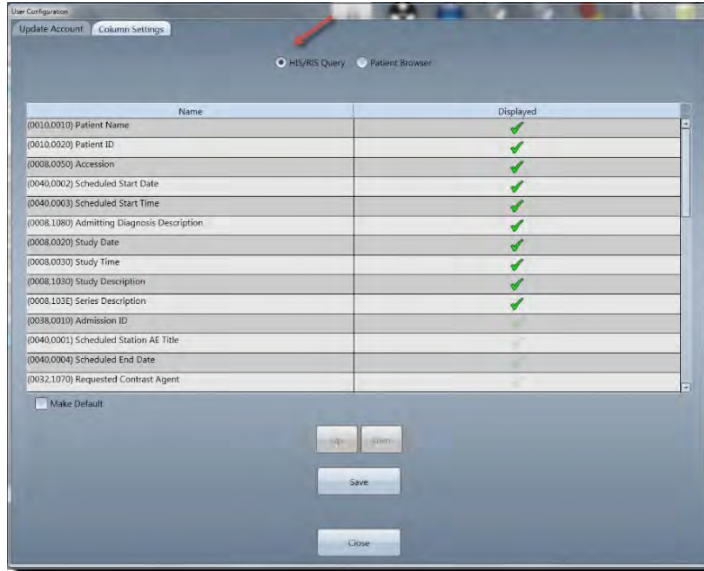 User Configuration
Update Account Column Settings
HIS/RIS Query Patient Browser
Name Displayed
(0010,0010) Patient Name
(0010,0020) Patient ID
(0008,0050) Accession
(0040,0002) Scheduled Start Date
(0040,0003) Scheduled Start Time
(0008,1080) Admitting Diagnosis Description
(0008,0020) Study Date
(0008,0030) Study Time
(0008,1030) Study Description
(0008,103E) Series Description
(0038,0010) Admission ID
(0040,0001) Scheduled Station AE Title
(0040,0004) Scheduled End Date
(0032,1070) Requested Contrast Agent
Make Default
Up Down
Save
Close